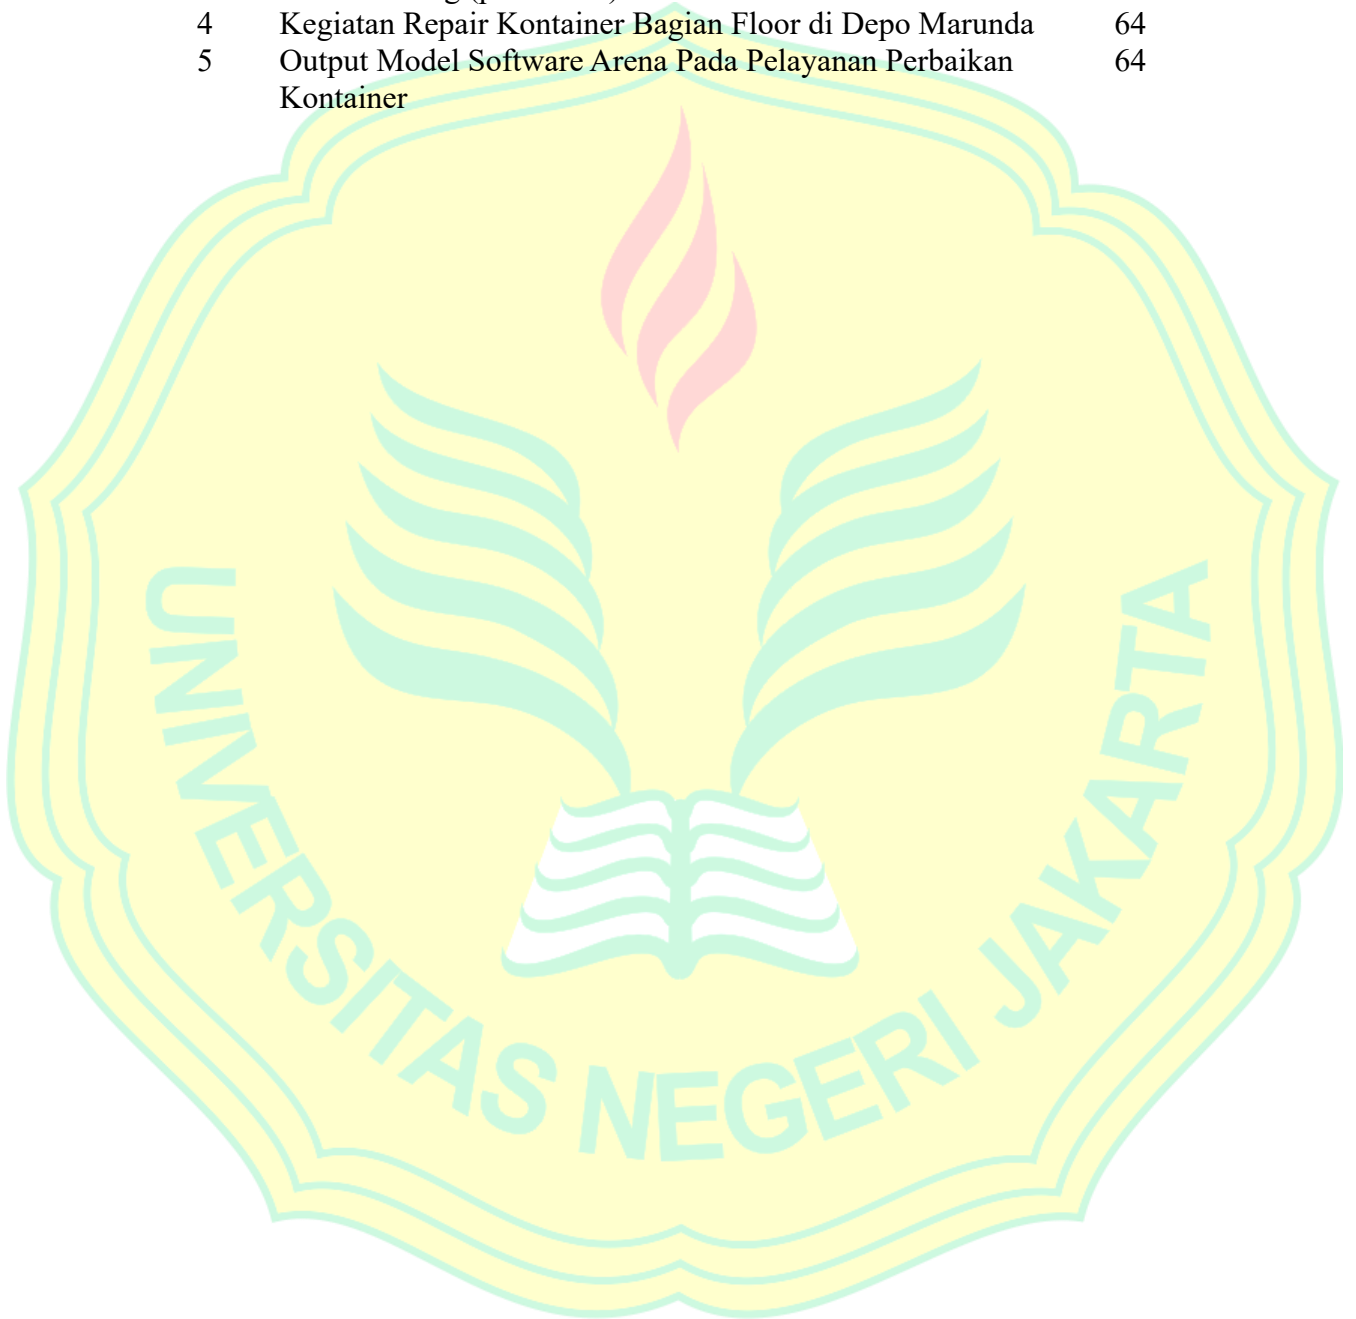 4 Kegiatan Repair Kontainer Bagian Floor di Depo Marunda 64
5 Output Model Software Arena Pada Pelayanan Perbaikan 64
Kontainer
UNIVERSITAS NEGERI JAKARTA